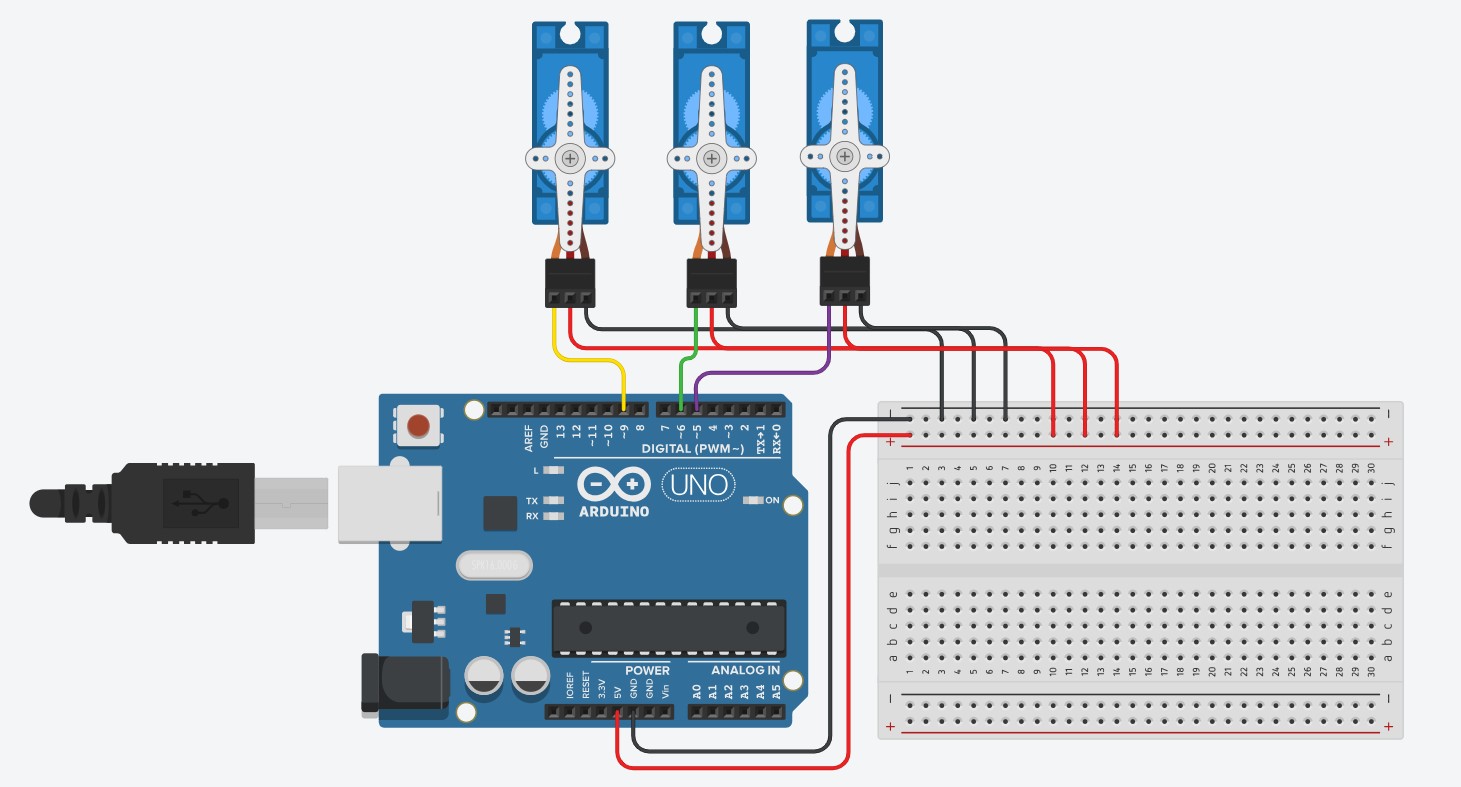 AREF
GND
13
12
~11
~10
~9
8
7
~6
~5
4
~3
2
TX→1
RX←0
DIGITAL (PWM~)
L
TX
RX
UNO
ON
ARDUINO
POWER
ANALOG IN
IOREF
RESET
3.3V
5V
GND
GND
Vin
A0
A1
A2
A3
A4
A5
− −
+ +
1 2 3 4 5 6 7 8 9 10 11 12 13 14 15 16 17 18 19 20 21 22 23 24 25 26 27 28 29 30
j j
i i
h h
g g
f f
e e
d d
c c
b b
a a
1 2 3 4 5 6 7 8 9 10 11 12 13 14 15 16 17 18 19 20 21 22 23 24 25 26 27 28 29 30
− −
+ +